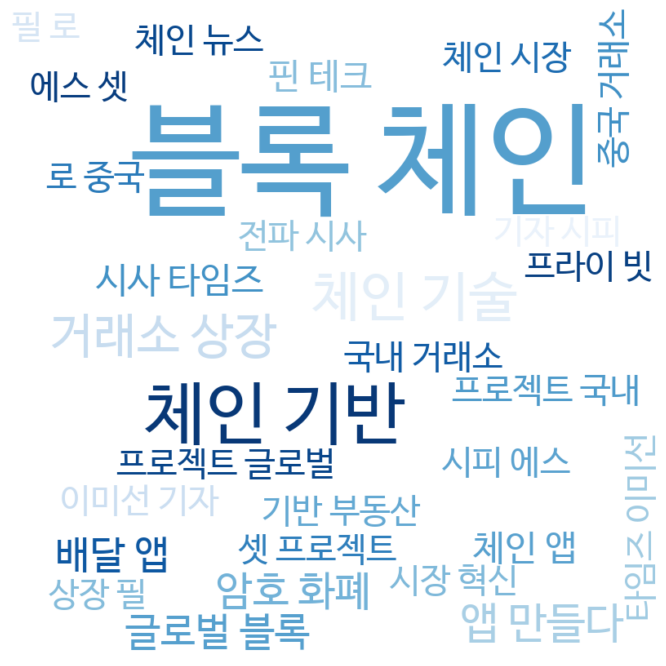 필 로
체인 뉴스
체인 시장
중국 거래소
에스 셋
핀 테크
블록 체인
로 중국
전파 시사
기자 시피
프라이 빗
시사 타임즈
체인 기술
거래소 상장
국내 거래소
프로젝트 국내
체인 기반
프로젝트 글로벌
시피 에스
타임즈 이미선
이미선 기자
기반 부동산
배달 앱
셋 프로젝트
체인 앱
상장 필
암호 화폐
시장 혁신
글로벌 블록
앱 만들다